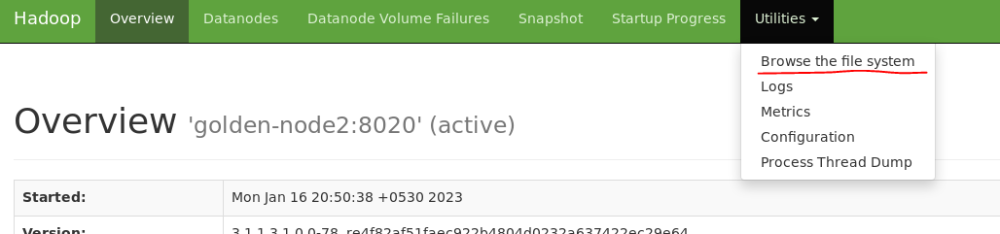 Hadoop Overview Datanodes Datanode Volume Failures Snapshot Startup Progress Utilities
Browse the file system
Logs
Metrics
Configuration
Process Thread Dump
Overview 'golden-node2:8020' (active)
Started: Mon Jan 16 20:50:38 +0530 2023
Version: 3.1.1.3.1.0.0-78, re4f82af51faec922b4804d0232a637422ec29e64